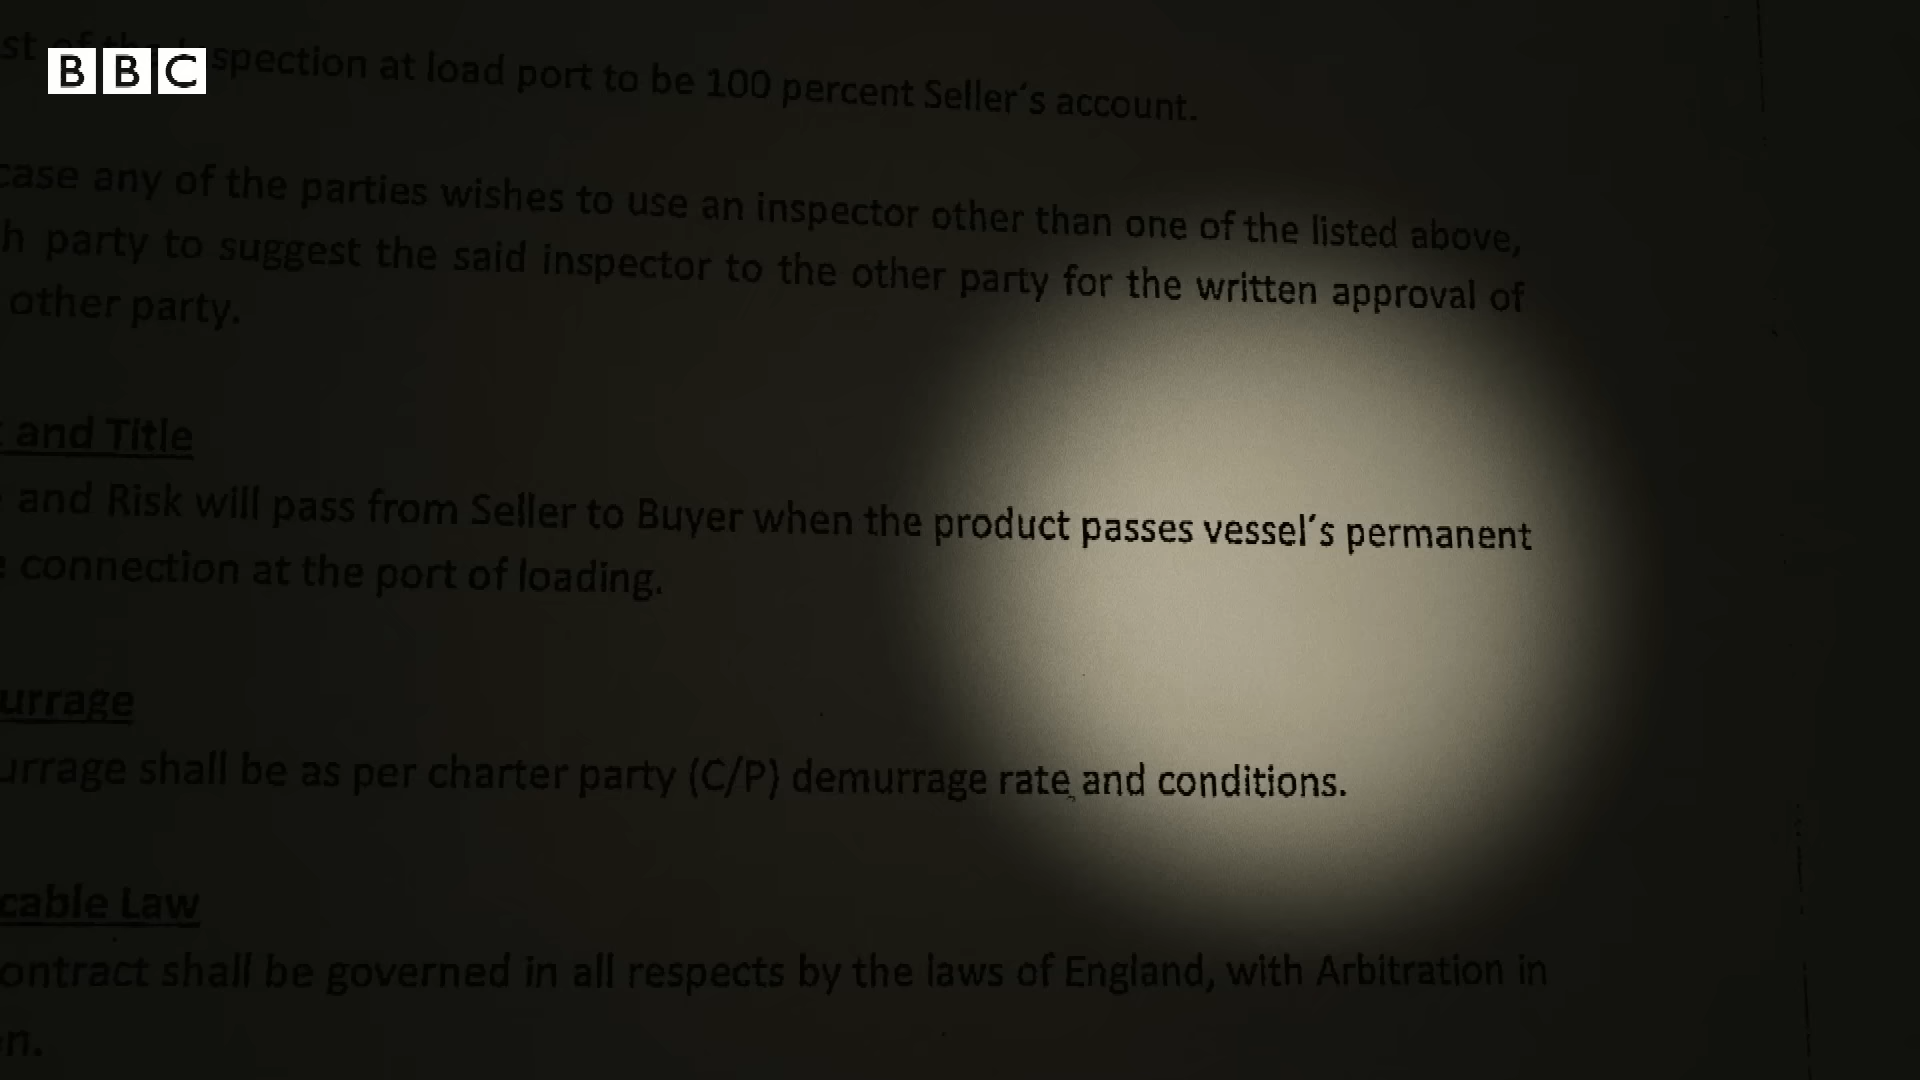 BBC
spection at load port to be 100 percent Seller´s account.
case any of the parties wishes to use an inspector other than one of the listed above,
h party to suggest the said inspector to the other party for the written approval of
other party.
and Title
and Risk will pass from Seller to Buyer when the product passes vessel´s permanent
connection at the port of loading.
urrage
urrage shall be as per charter party (C/P) demurrage rate and conditions.
cable Law
ontract shall be governed in all respects by the laws of England, with Arbitration in
n.